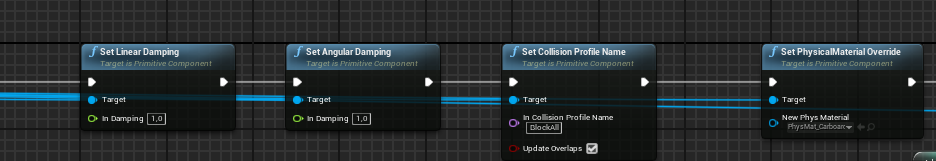 Set Linear Damping
Target is Primitive Component
Target
In Damping 1,0
Set Angular Damping
Target is Primitive Component
Target
In Damping 1,0
Set Collision Profile Name
Target is Primitive Component
Target
In Collision Profile Name
BlockAll
Update Overlaps
Set PhysicalMaterial Override
Target is Primitive Component
Target
New Phys Material